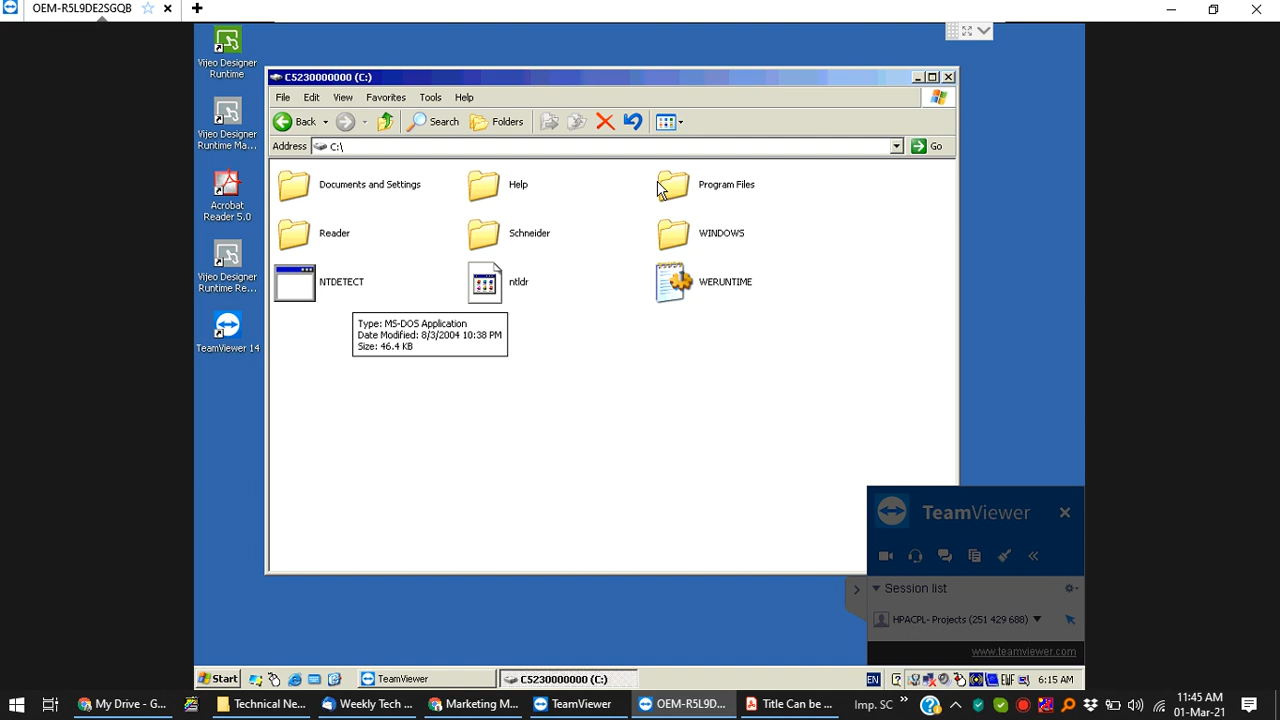 OEM-R5L9DE2SGQB
Vijeo Designer
Runtime
Vijeo Designer
Runtime Ma...
Acrobat
Reader 5.0
Vijeo Designer
Runtime Re...
TeamViewer 14
C5230000000 (C:)
File Edit View Favorites Tools Help
Back Search Folders
Address C:\ Go
Documents and Settings Help Program Files
Reader Schneider WINDOWS
NTDETECT ntldr WERUNTIME
Type: MS-DOS Application
Date Modified: 8/3/2004 10:38 PM
Size: 46.4 KB
TeamViewer
Session list
HPACPL- Projects (251 429 688)
www.teamviewer.com
Start TeamViewer C5230000000 (C:) EN 6:15 AM
My Drive - G... Technical Ne... Weekly Tech ... Marketing M... TeamViewer OEM-R5L9D... Title Can be ... Imp. SC
11:45 AM
01-Mar-21